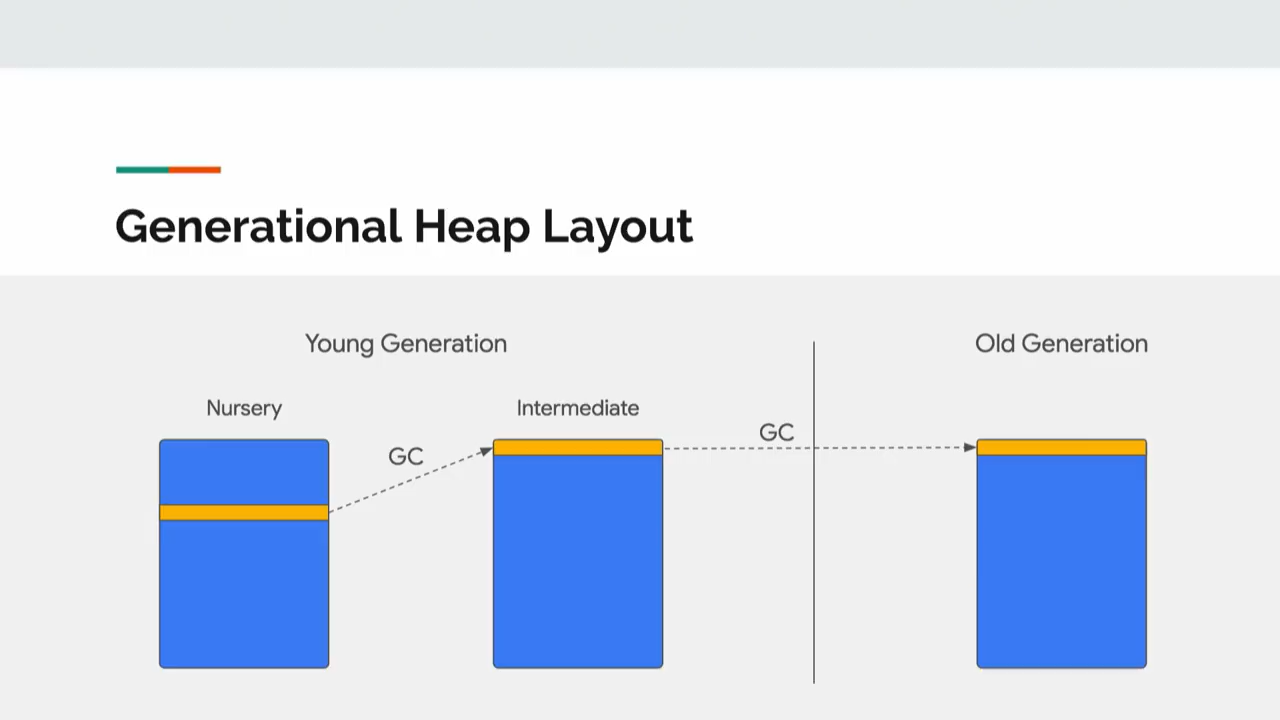 Generational Heap Layout
Young Generation
Old Generation
Nursery
Intermediate
GC
GC